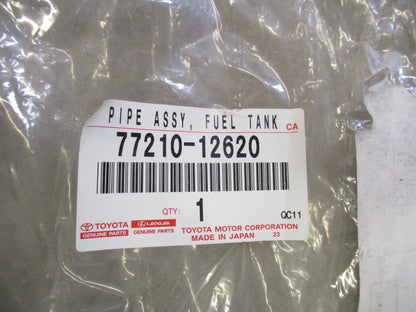 PIPE ASSY, FUEL TANK CA
77210-12620
QTY: 1 QC11
TOYOTA LEXUS
GENUINE PARTS GENUINE PARTS
TOYOTA MOTOR CORPORATION
MADE IN JAPAN 23